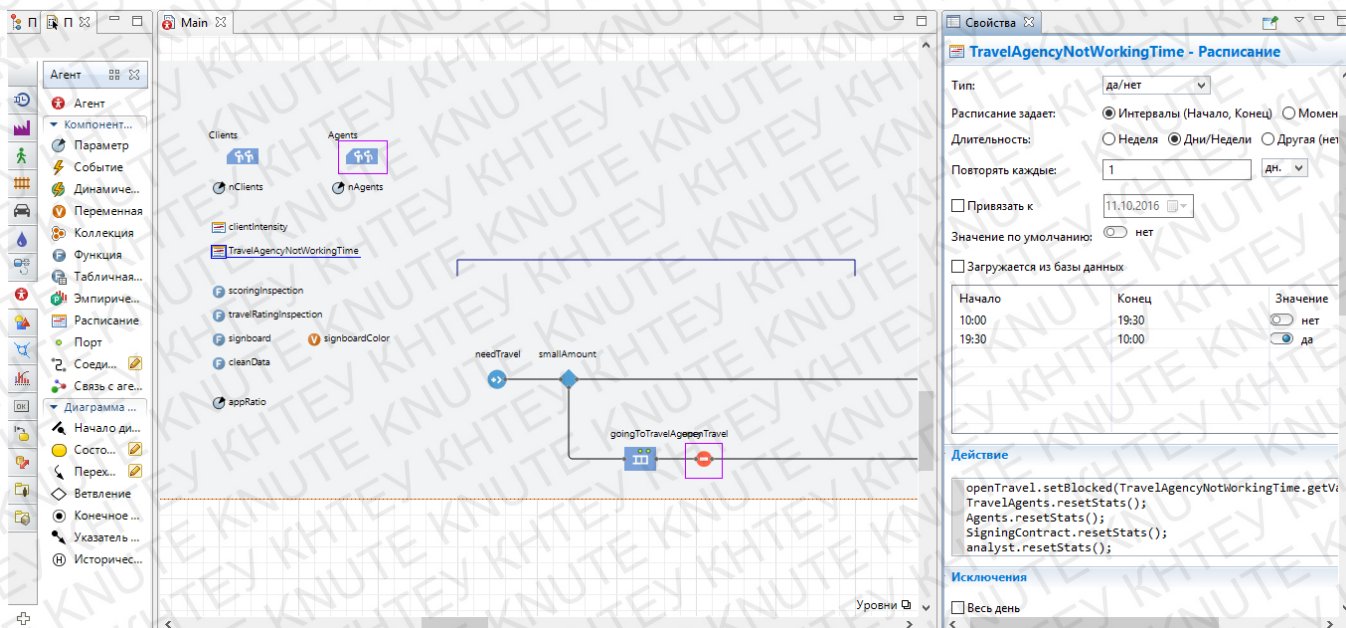 П
П
Агент
Агент
Компонент...
Параметр
Событие
Динамиче...
Переменная
Коллекция
Функция
Табличная...
Эмпириче...
Расписание
Порт
Соеди...
Связь с аге...
Диаграмма ...
Начало ди...
Состо...
Перех...
Ветвление
Конечное ...
Указатель ...
Историчес...
Main
Clients
Agents
nClients
nAgents
clientIntensity
TravelAgencyNotWorkingTime
scoringInspection
travelRatingInspection
signboard
signboardColor
cleanData
appRatio
needTravel
smallAmount
goingToTravelAgency
openTravel
Уровни
Свойства
TravelAgencyNotWorkingTime - Расписание
Тип:
да/нет
Расписание задает:
Интервалы (Начало, Конец)
Момен
Длительность:
Неделя
Дни/Недели
Другая (нет
Повторять каждые:
1
дн.
Привязать к
11.10.2016
Значение по умолчанию:
нет
Загружается из базы данных
Начало Конец Значение
10:00 19:30 нет
19:30 10:00 да
Действие
openTravel.setBlocked(TravelAgencyNotWorkingTime.getVa
TravelAgents.resetStats();
Agents.resetStats();
SigningContract.resetStats();
analyst.resetStats();
Исключения
Весь день
KNUTEY KHTEY